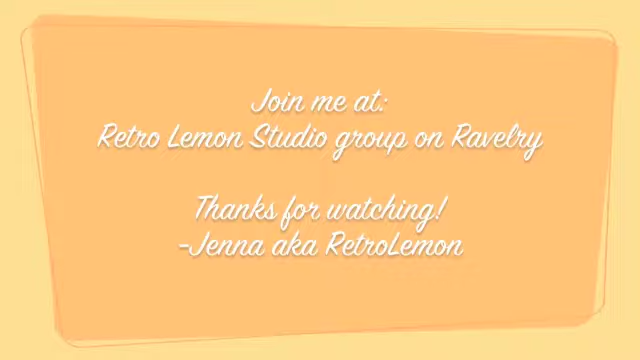 Join me at:
Retro Lemon Studio group on Ravelry
Thanks for watching!
-Jenna aka RetroLemon